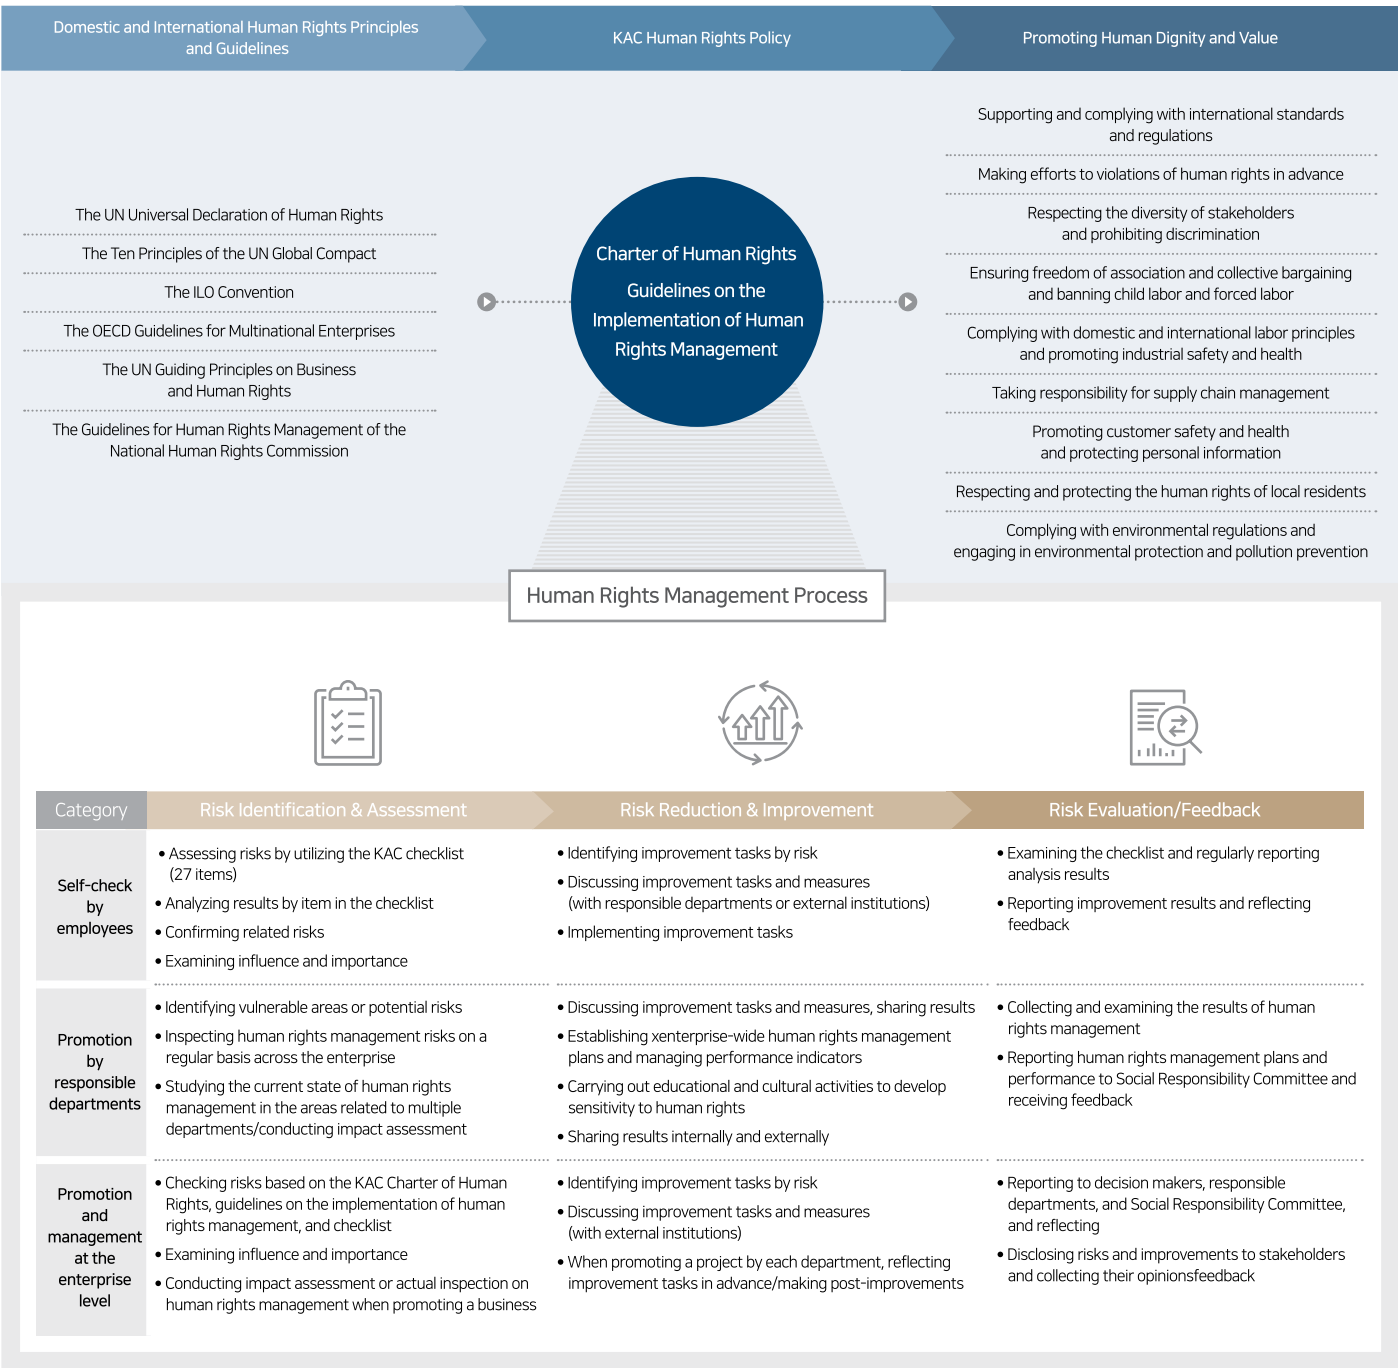 Domestic and International Human Rights Principles
and Guidelines
KAC Human Rights Policy
Promoting Human Dignity and Value
The UN Universal Declaration of Human Rights
The Ten Principles of the UN Global Compact
The ILO Convention
The OECD Guidelines for Multinational Enterprises
The UN Guiding Principles on Business
and Human Rights
The Guidelines for Human Rights Management of the
National Human Rights Commission
Charter of Human Rights
Guidelines on the
Implementation of Human
Rights Management
Supporting and complying with international standards
and regulations
Making efforts to violations of human rights in advance
Respecting the diversity of stakeholders
and prohibiting discrimination
Ensuring freedom of association and collective bargaining
and banning child labor and forced labor
Complying with domestic and international labor principles
and promoting industrial safety and health
Taking responsibility for supply chain management
Promoting customer safety and health
and protecting personal information
Respecting and protecting the human rights of local residents
Complying with environmental regulations and
engaging in environmental protection and pollution prevention
Human Rights Management Process
Category
Risk Identification & Assessment
Risk Reduction & Improvement
Risk Evaluation/Feedback
Self-check
by
employees
• Assessing risks by utilizing the KAC checklist
(27 items)
• Analyzing results by item in the checklist
• Confirming related risks
• Examining influence and importance
• Identifying improvement tasks by risk
• Discussing improvement tasks and measures
(with responsible departments or external institutions)
• Implementing improvement tasks
• Examining the checklist and regularly reporting
analysis results
• Reporting improvement results and reflecting
feedback
Promotion
by
responsible
departments
• Identifying vulnerable areas or potential risks
• Inspecting human rights management risks on a
regular basis across the enterprise
• Studying the current state of human rights
management in the areas related to multiple
departments/conducting impact assessment
• Discussing improvement tasks and measures, sharing results
• Establishing xenterprise-wide human rights management
plans and managing performance indicators
• Carrying out educational and cultural activities to develop
sensitivity to human rights
• Sharing results internally and externally
• Collecting and examining the results of human
rights management
• Reporting human rights management plans and
performance to Social Responsibility Committee and
receiving feedback
Promotion
and
management
at the
enterprise
level
• Checking risks based on the KAC Charter of Human
Rights, guidelines on the implementation of human
rights management, and checklist
• Examining influence and importance
• Conducting impact assessment or actual inspection on
human rights management when promoting a business
• Identifying improvement tasks by risk
• Discussing improvement tasks and measures
(with external institutions)
• When promoting a project by each department, reflecting
improvement tasks in advance/making post-improvements
• Reporting to decision makers, responsible
departments, and Social Responsibility Committee,
and reflecting
• Disclosing risks and improvements to stakeholders
and collecting their opinionsfeedback